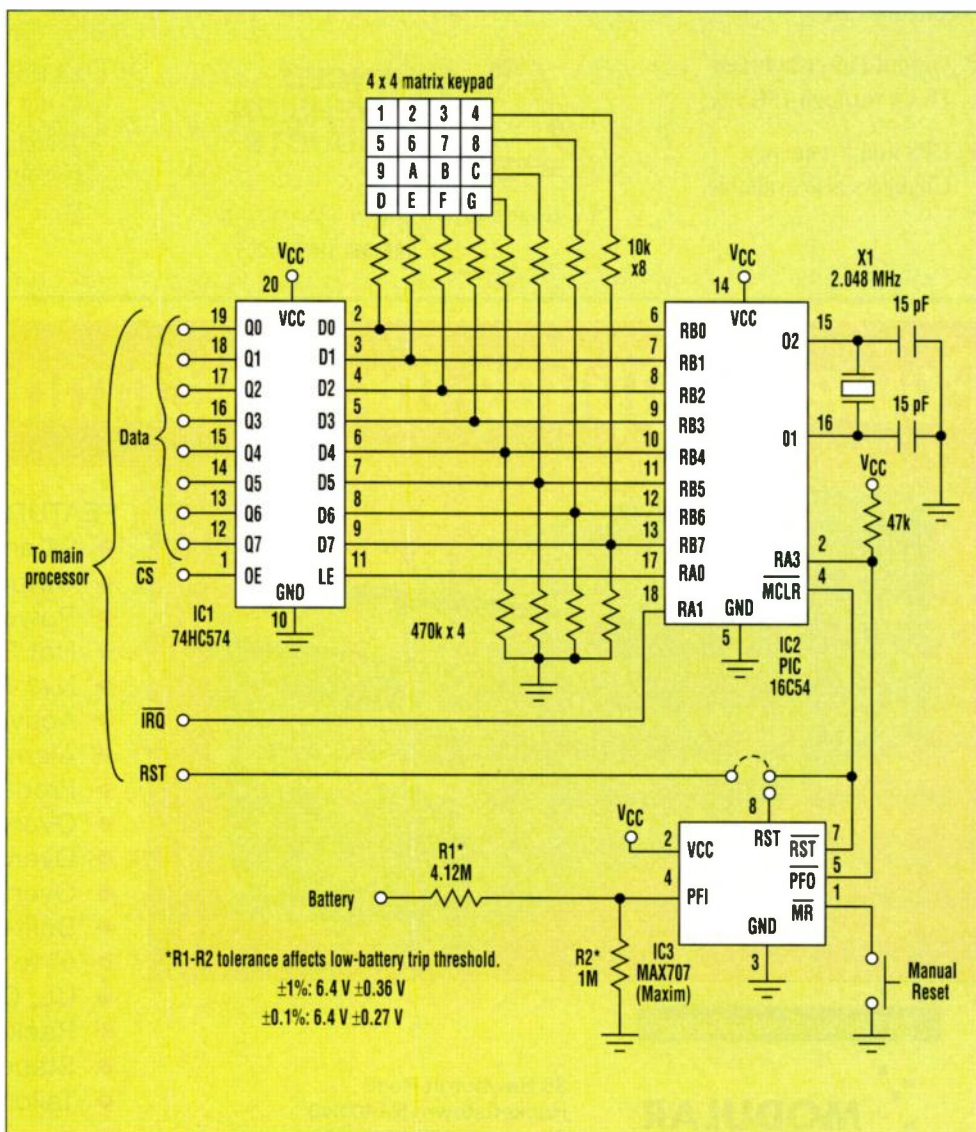 4 x 4 matrix keypad
1 2 3 4
5 6 7 8
9 A B C
D E F G
10k
x8
VCC
20
VCC
VCC
14
VCC
X1
2.048 MHz
15 pF
15 pF
19 Q0 D0 2
18 Q1 D1 3
17 Q2 D2 4
16 Q3 D3 5
15 Q4 D4 6
14 Q5 D5 7
13 Q6 D6 8
12 Q7 D7 9
1 OE LE 11
GND
10
IC1
74HC574
Data
To main
processor
CS
6 RB0
7 RB1
8 RB2
9 RB3
10 RB4
11 RB5
12 RB6
13 RB7
17 RA0
18 RA1
O2 15
O1 16
VCC
47k
RA3 2
MCLR 4
GND
5
IC2
PIC
16C54
470k x 4
IRQ
RST
VCC
2 VCC
4 PFI
8
RST
RST 7
PFO 5
MR 1
GND
3
IC3
MAX707
(Maxim)
R1*
4.12M
Battery
R2*
1M
Manual
Reset
*R1-R2 tolerance affects low-battery trip threshold.
±1%: 6.4 V ±0.36 V
±0.1%: 6.4 V ±0.27 V